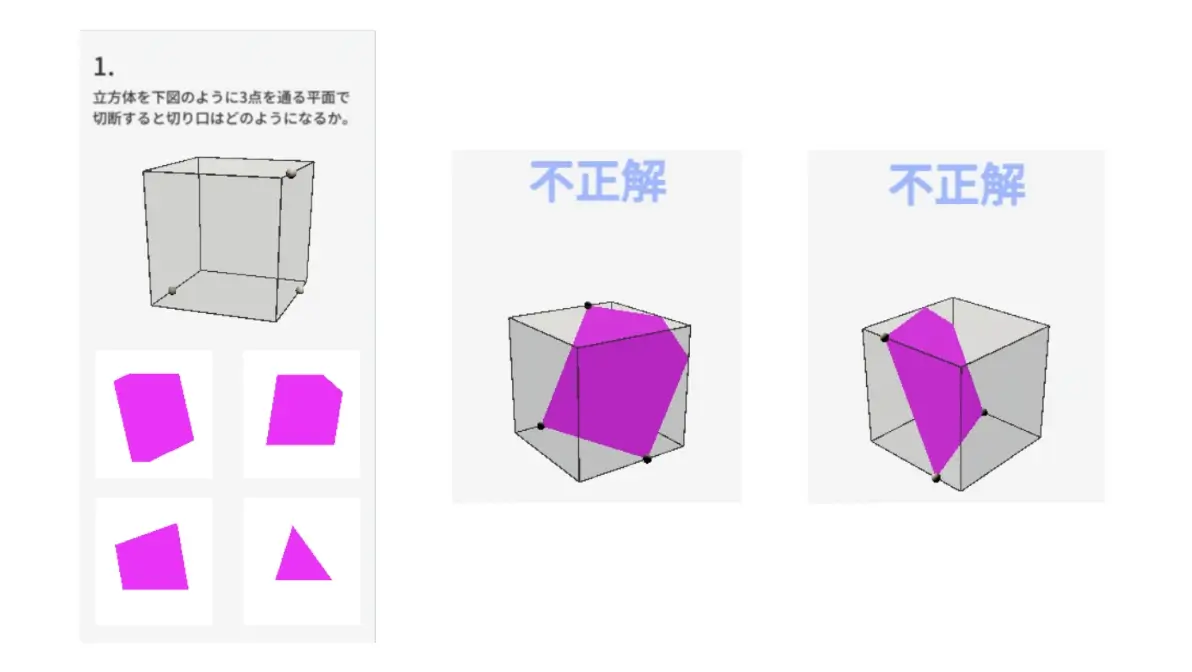 1.
立方体を下図のように3点を通る平面で
切断すると切り口はどのようになるか。
不正解
不正解